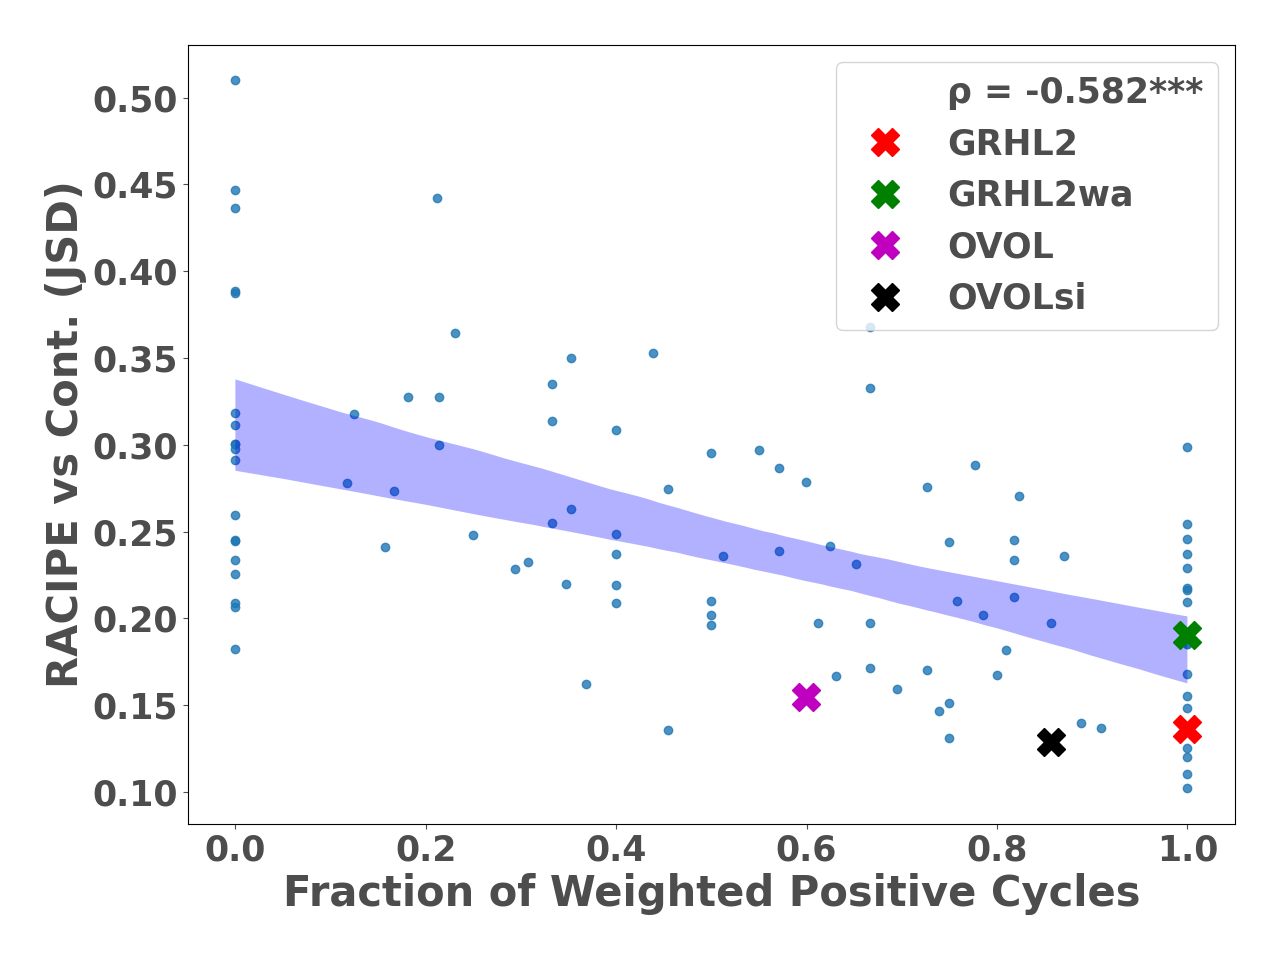 ρ = -0.582***
GRHL2
GRHL2wa
OVOL
OVOLsi
RACIPE vs Cont. (JSD)
0.50
0.45
0.40
0.35
0.30
0.25
0.20
0.15
0.10
0.0 0.2 0.4 0.6 0.8 1.0
Fraction of Weighted Positive Cycles